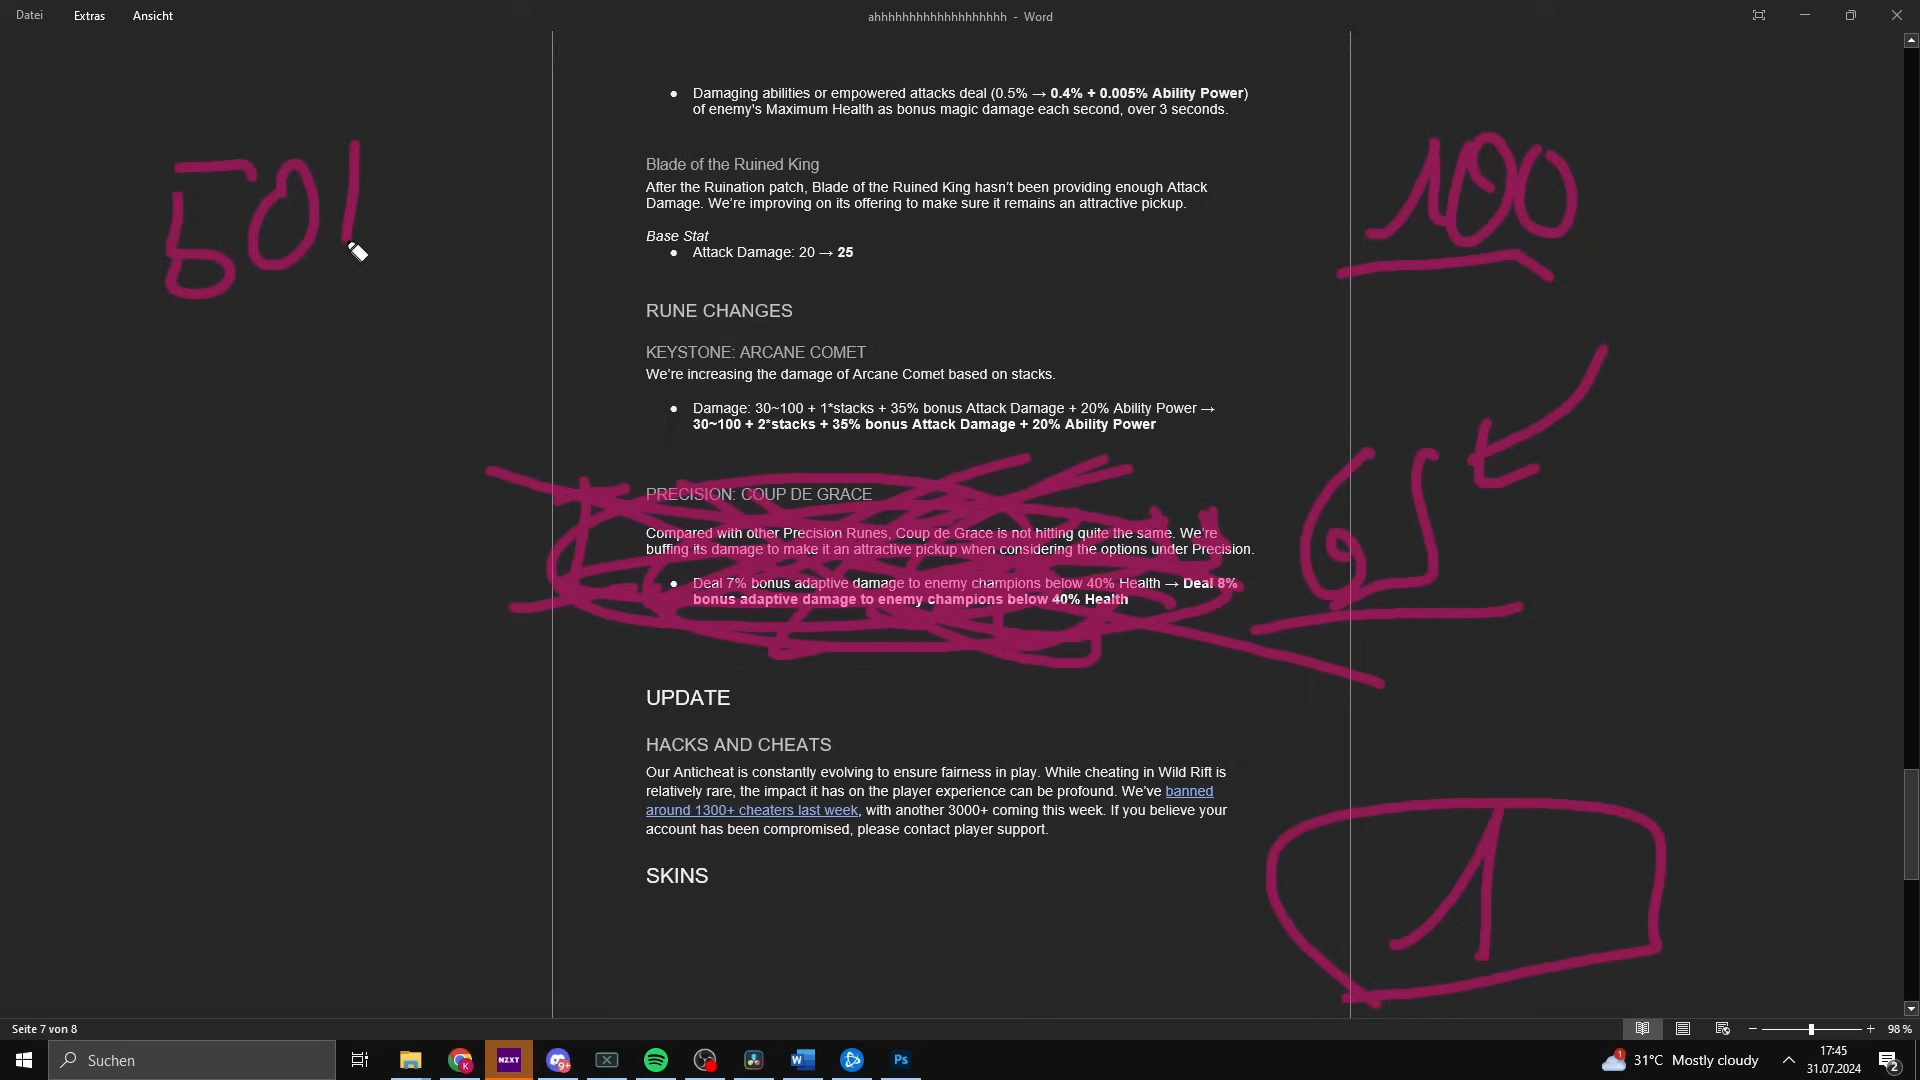 Datei Extras Ansicht
ahhhhhhhhhhhhhhhhhhh - Word
● Damaging abilities or empowered attacks deal (0.5% → 0.4% + 0.005% Ability Power)
of enemy's Maximum Health as bonus magic damage each second, over 3 seconds.
Blade of the Ruined King
After the Ruination patch, Blade of the Ruined King hasn't been providing enough Attack
Damage. We're improving on its offering to make sure it remains an attractive pickup.
Base Stat
● Attack Damage: 20 → 25
100
RUNE CHANGES
KEYSTONE: ARCANE COMET
We're increasing the damage of Arcane Comet based on stacks.
● Damage: 30~100 + 1*stacks + 35% bonus Attack Damage + 20% Ability Power →
30~100 + 2*stacks + 35% bonus Attack Damage + 20% Ability Power
PRECISION: COUP DE GRACE
Compared with other Precision Runes, Coup de Grace is not hitting quite the same. We're
buffing its damage to make it an attractive pickup when considering the options under Precision.
● Deal 7% bonus adaptive damage to enemy champions below 40% Health → Deal 8%
bonus adaptive damage to enemy champions below 40% Health
UPDATE
HACKS AND CHEATS
Our Anticheat is constantly evolving to ensure fairness in play. While cheating in Wild Rift is
relatively rare, the impact it has on the player experience can be profound. We've banned
around 1300+ cheaters last week, with another 3000+ coming this week. If you believe your
account has been compromised, please contact player support.
SKINS
1
Seite 7 von 8
98 %
Suchen
NZXT
9+
W
Ps
1
31°C Mostly cloudy
17:45
31.07.2024
2